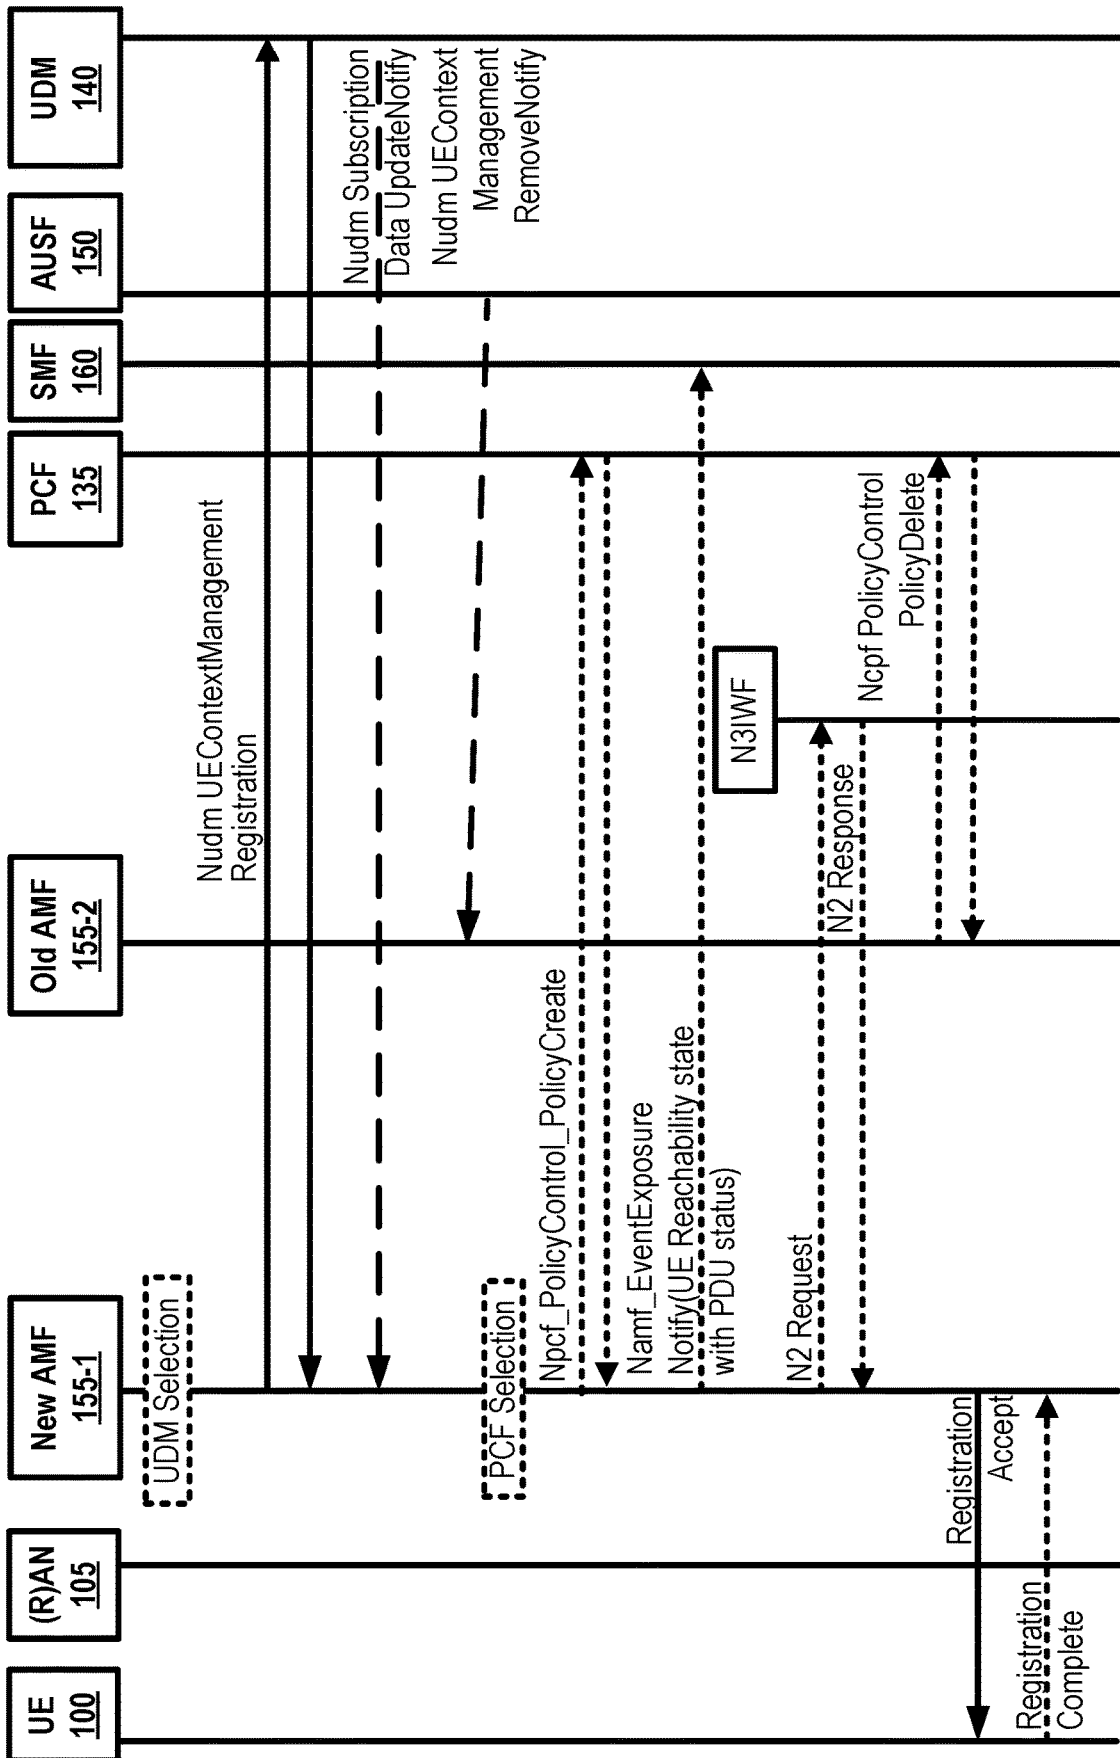 UE
100
(R)AN
105
New AMF
155-1
Old AMF
155-2
PCF
135
SMF
160
AUSF
150
UDM
140
UDM Selection
Nudm UEContextManagement
Registration
Nudm Subscription
Data UpdateNotify
Nudm UEContext
Management
RemoveNotify
PCF Selection
Npcf_PolicyControl_PolicyCreate
Namf_EventExposure
Notify(UE Reachability state
with PDU status)
N3IWF
N2 Request
N2 Response
Ncpf PolicyControl
PolicyDelete
Registration
Accept
Registration
Complete